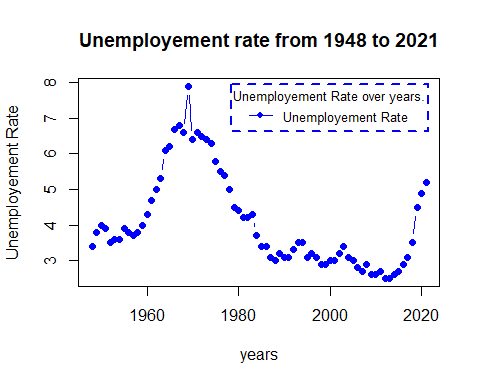 Unemployement rate from 1948 to 2021
Unemployement Rate over years.
Unemployement Rate
Unemployement Rate
8
7
6
5
4
3
1960 1980 2000 2020
years